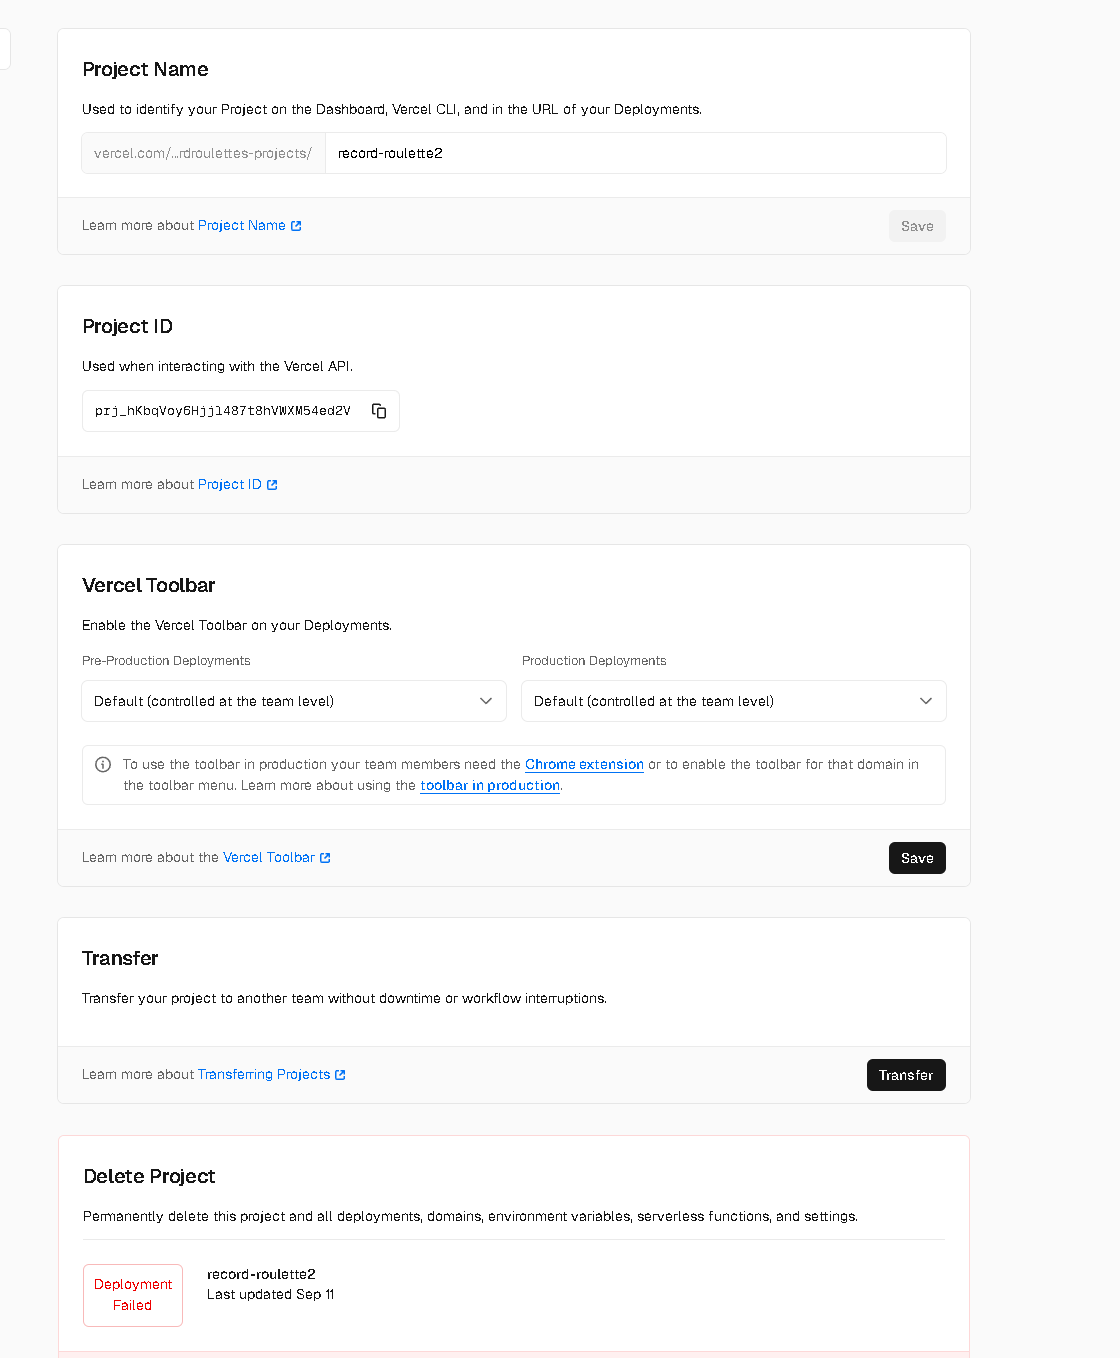 Project Name
Used to identify your Project on the Dashboard, Vercel CLI, and in the URL of your Deployments.
vercel.com/...rdroulettes-projects/ record-roulette2
Learn more about Project Name
Save
Project ID
Used when interacting with the Vercel API.
prj_hKbqVoy6Hjjl487t8hVWXM54ed2V
Learn more about Project ID
Vercel Toolbar
Enable the Vercel Toolbar on your Deployments.
Pre-Production Deployments
Production Deployments
Default (controlled at the team level)
Default (controlled at the team level)
To use the toolbar in production your team members need the Chrome extension or to enable the toolbar for that domain in
the toolbar menu. Learn more about using the toolbar in production.
Learn more about the Vercel Toolbar
Save
Transfer
Transfer your project to another team without downtime or workflow interruptions.
Learn more about Transferring Projects
Transfer
Delete Project
Permanently delete this project and all deployments, domains, environment variables, serverless functions, and settings.
Deployment
Failed
record-roulette2
Last updated Sep 11